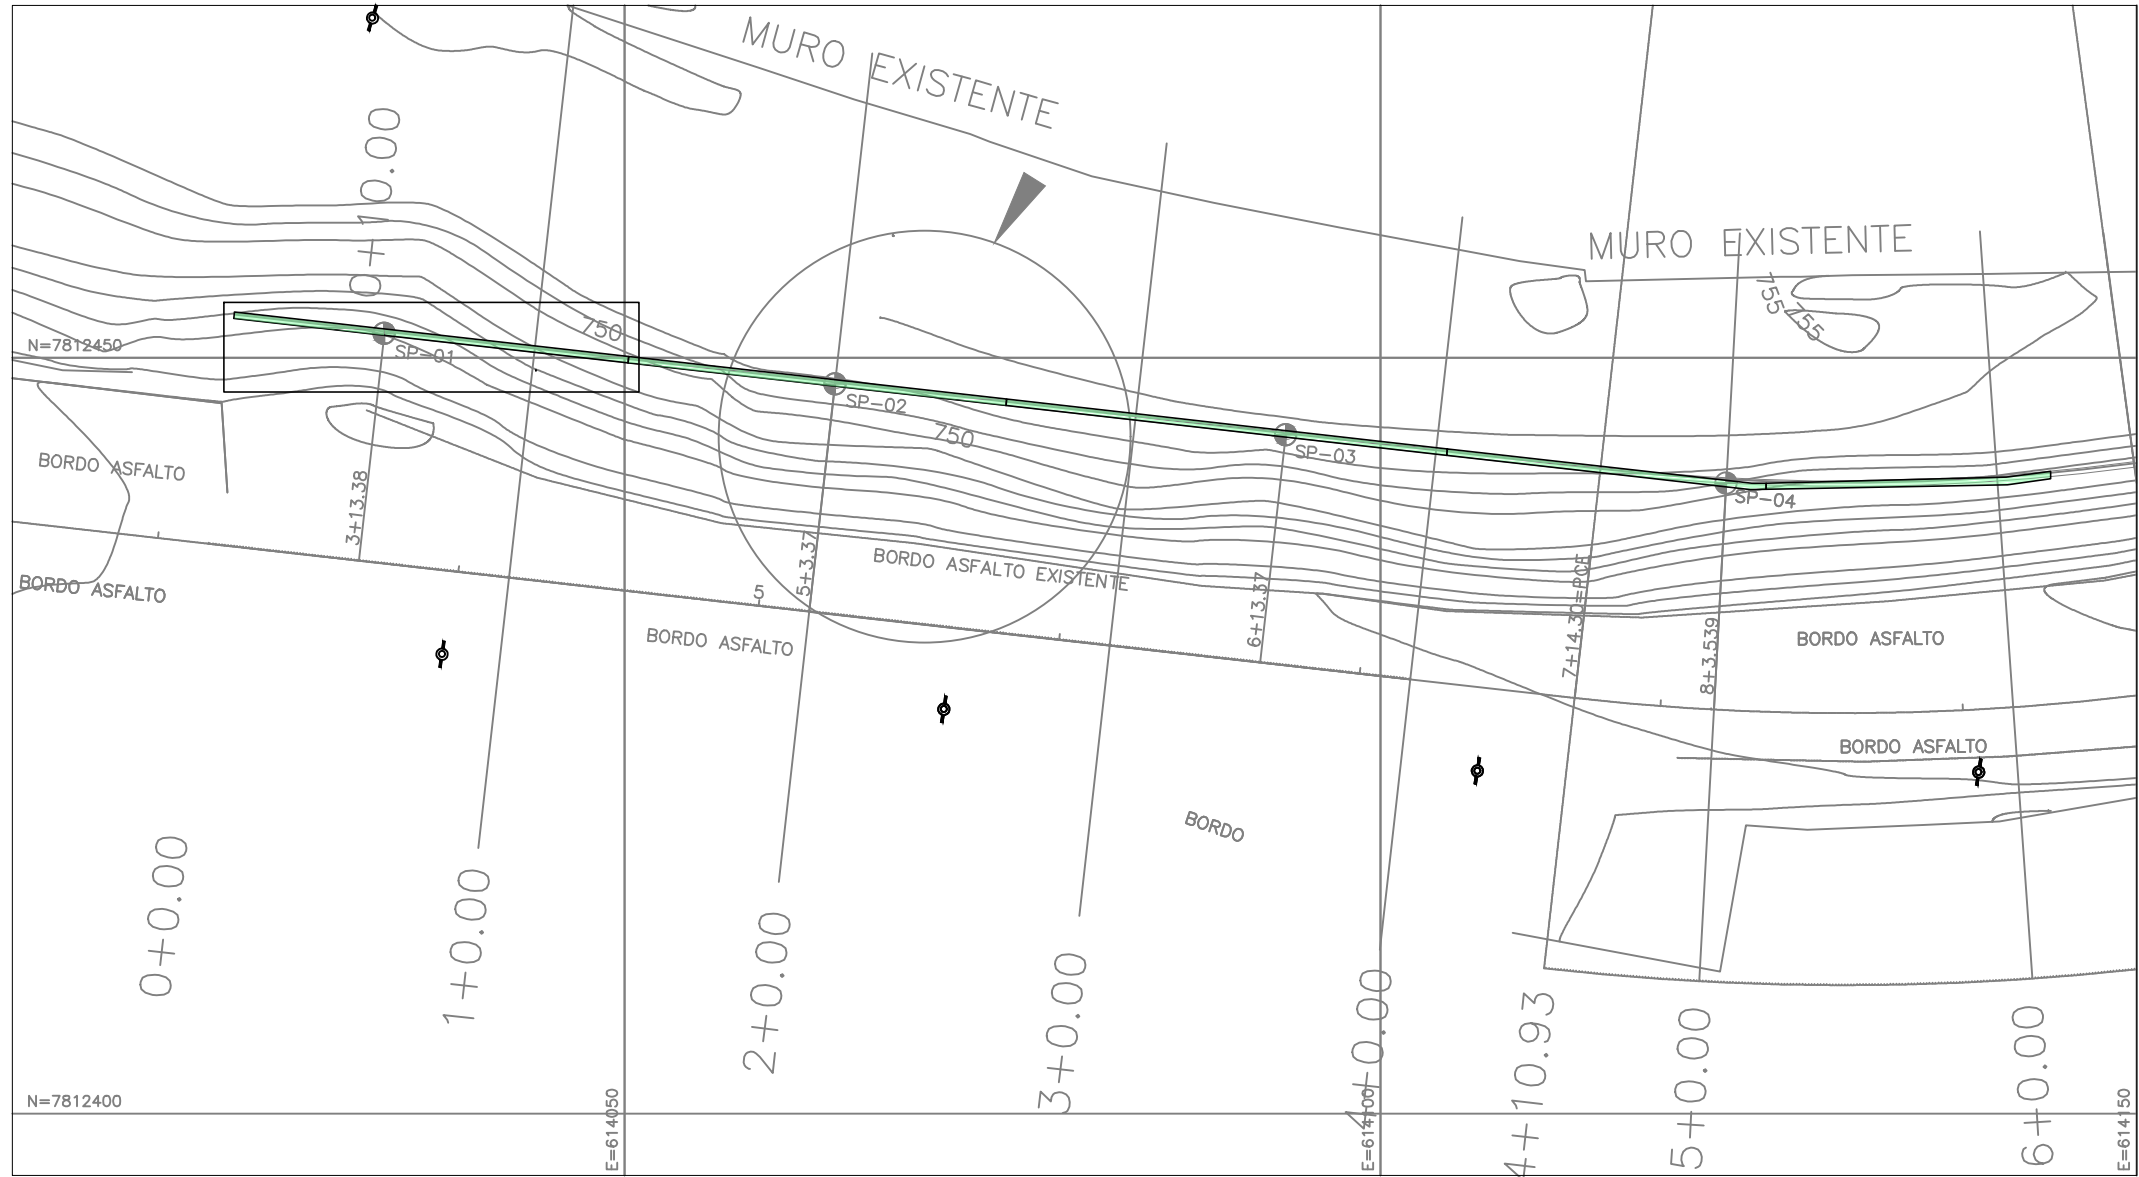 MURO EXISTENTE
0+10.00
MURO EXISTENTE
755
755
750
N=7812450
SP-01
SP-02
750
SP-03
SP-04
BORDO ASFALTO
3+13.38
5+3.37
BORDO ASFALTO EXISTENTE
BORDO ASFALTO
5
6+13.37
7+14.30=PCE
8+3.539
BORDO ASFALTO
BORDO ASFALTO
BORDO ASFALTO
BORDO
0+0.00
1+0.00
2+0.00
3+0.00
4+0.00
4+10.93
5+0.00
6+0.00
N=7812400
E=614050
E=614100
E=614150